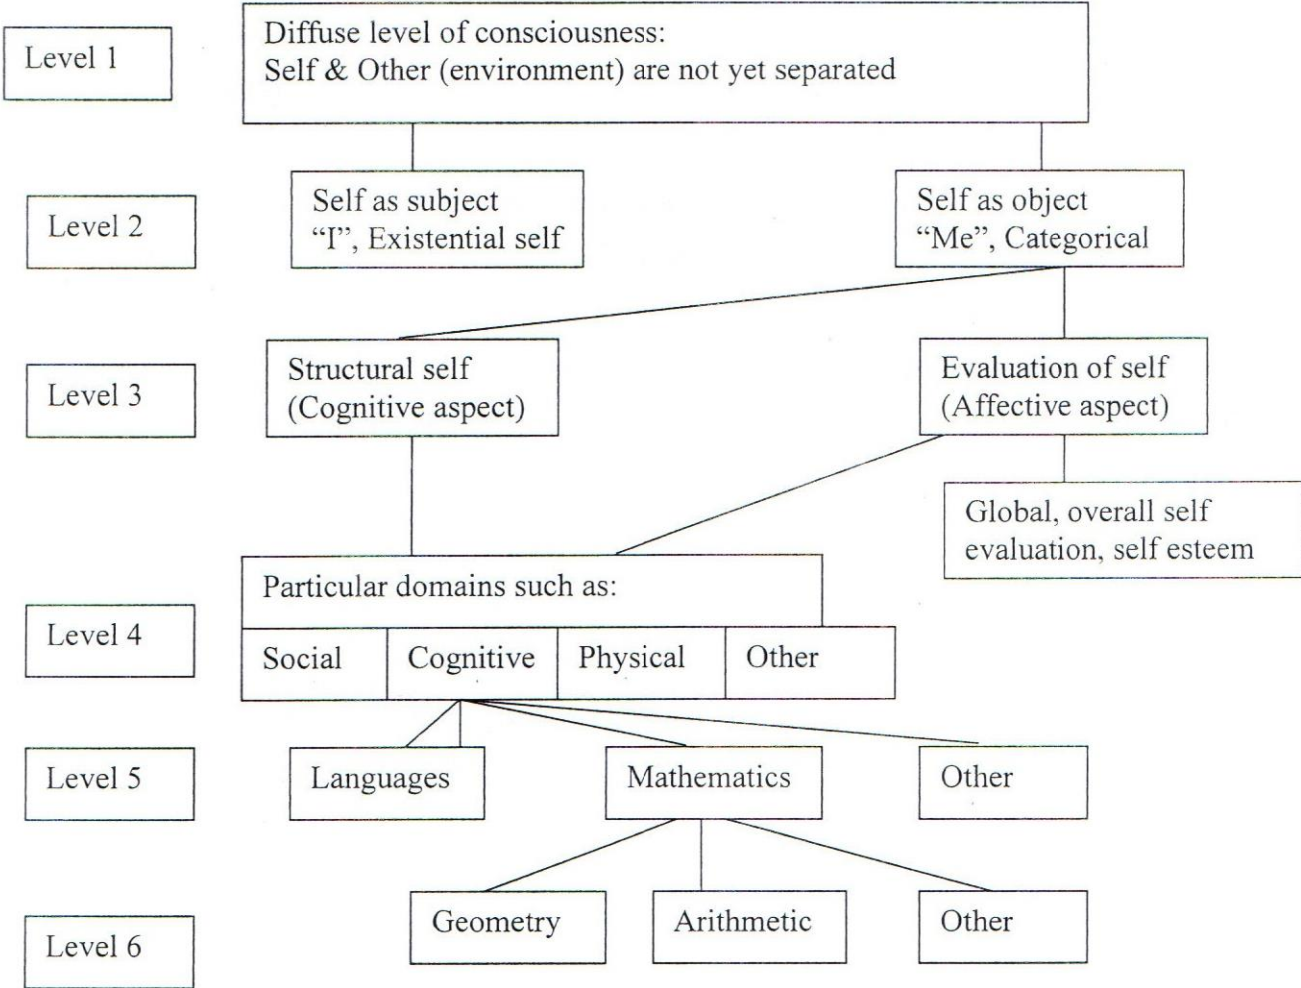 Level 1
Diffuse level of consciousness:
Self & Other (environment) are not yet separated
Level 2
Self as subject
“I”, Existential self
Self as object
“Me”, Categorical
Level 3
Structural self
(Cognitive aspect)
Evaluation of self
(Affective aspect)
Global, overall self
evaluation, self esteem
Level 4
Particular domains such as:
Social
Cognitive
Physical
Other
Level 5
Languages
Mathematics
Other
Level 6
Geometry
Arithmetic
Other